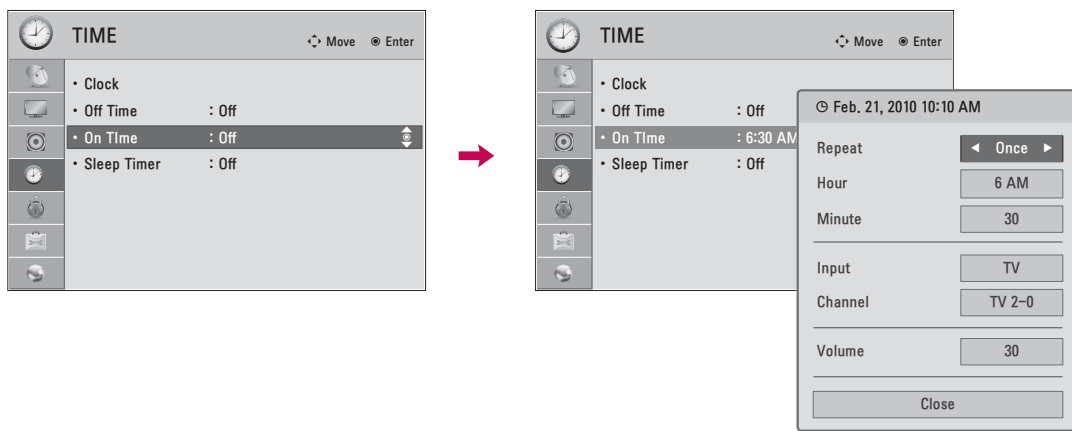 TIME
Move
Enter
• Clock
• Off Time : Off
• On TIme : Off
• Sleep Timer : Off
TIME
Move
Enter
• Clock
• Off Time : Off
• On TIme : 6:30 AM
• Sleep Timer : Off
Feb. 21, 2010 10:10 AM
Repeat ◄ Once ►
Hour 6 AM
Minute 30
Input TV
Channel TV 2-0
Volume 30
Close